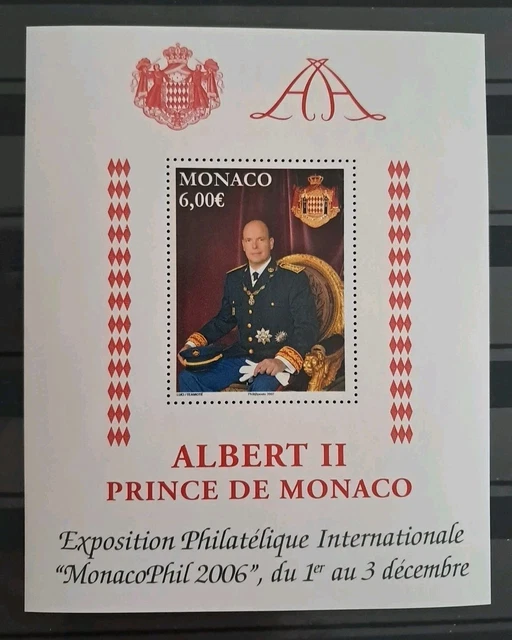 MONACO
6,00€
ALBERT II
PRINCE DE MONACO
Exposition Philatélique Internationale
“MonacoPhil 2006”, du 1er au 3 décembre